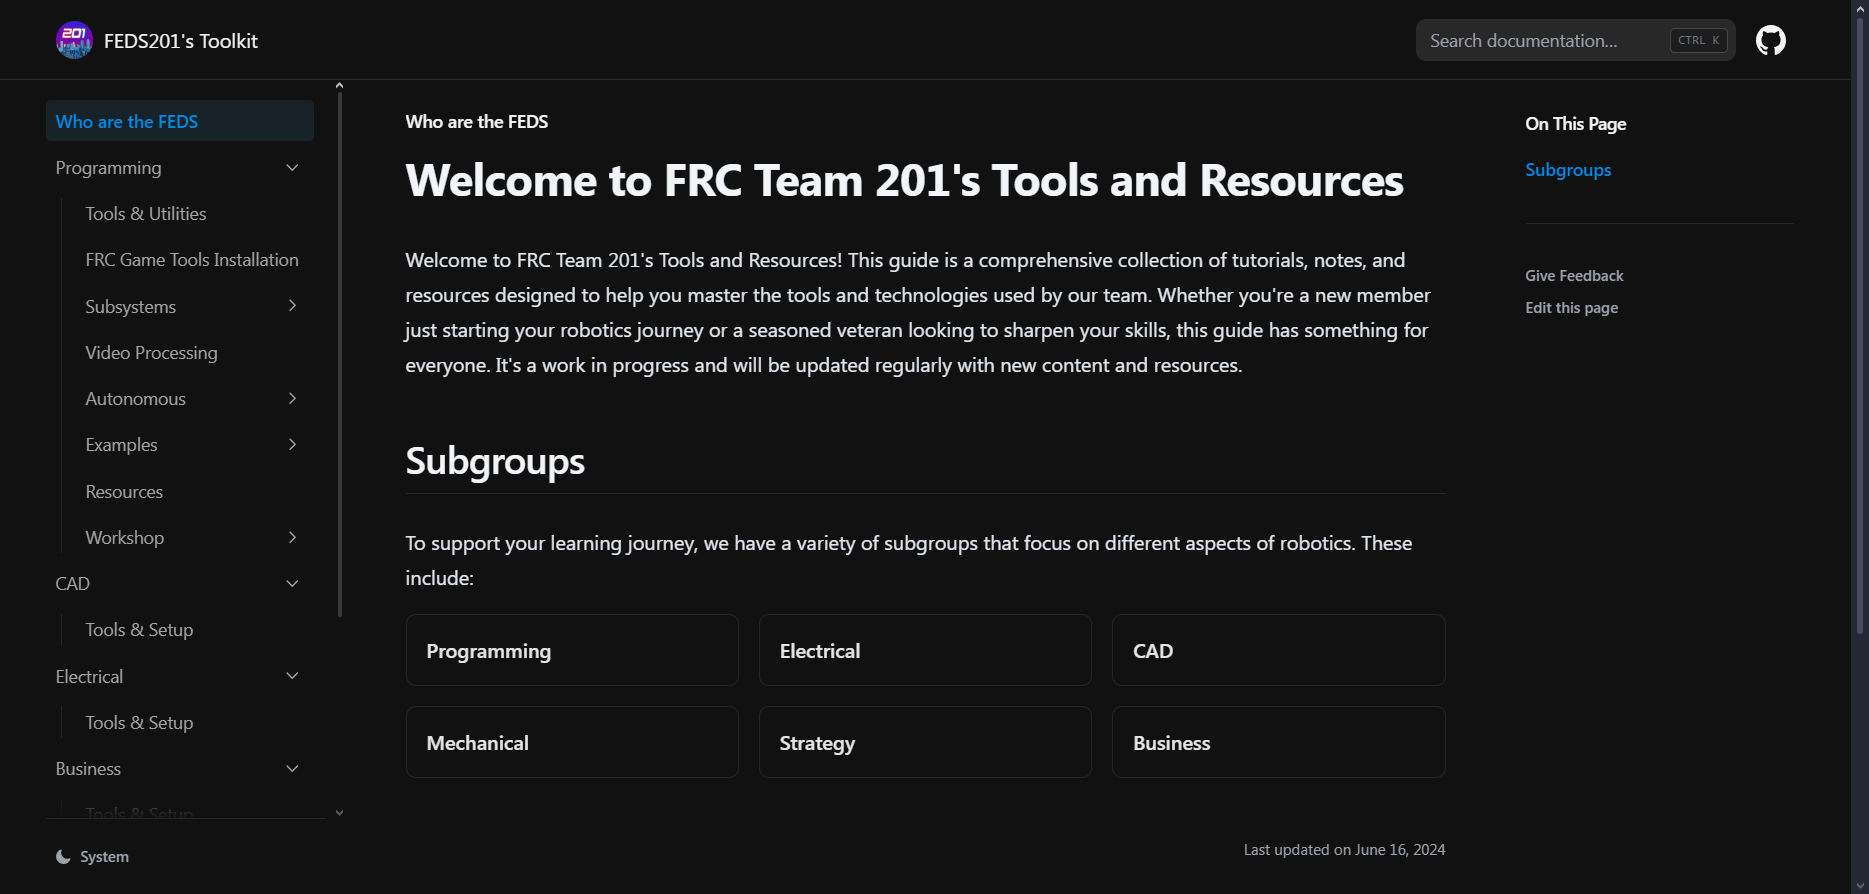 201
FEDS201's Toolkit
Search documentation...
CTRL K
Who are the FEDS
Programming
Tools & Utilities
FRC Game Tools Installation
Subsystems
Video Processing
Autonomous
Examples
Resources
Workshop
CAD
Tools & Setup
Electrical
Tools & Setup
Business
Tools & Setup
System
Who are the FEDS
Welcome to FRC Team 201's Tools and Resources
Welcome to FRC Team 201's Tools and Resources! This guide is a comprehensive collection of tutorials, notes, and
resources designed to help you master the tools and technologies used by our team. Whether you're a new member
just starting your robotics journey or a seasoned veteran looking to sharpen your skills, this guide has something for
everyone. It's a work in progress and will be updated regularly with new content and resources.
Subgroups
To support your learning journey, we have a variety of subgroups that focus on different aspects of robotics. These
include:
Programming
Electrical
CAD
Mechanical
Strategy
Business
Last updated on June 16, 2024
On This Page
Subgroups
Give Feedback
Edit this page